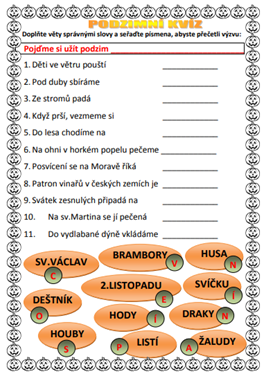 PODZIMNÍ KVÍZ
Doplňte věty správnými slovy a seřaďte písmena, abyste přečetli výzvu:
Pojďme si užít podzim
1. Děti ve větru pouští
2. Pod duby sbíráme
3. Ze stromů padá
4. Když prší, vezmeme si
5. Do lesa chodíme na
6. Na ohni v horkém popelu pečeme
7. Posvícení se na Moravě říká
8. Patron vinařů v českých zemích je
9. Svátek zesnulých připadá na
10. Na sv.Martina se jí pečená
11. Do vydlabané dýně vkládáme
SV.VÁCLAV C
BRAMBORY V
HUSA N
DEŠTNÍK O
2.LISTOPADU E
SVÍČKU Í
HODY
DRAKY N
HOUBY S
LISTÍ P
ŽALUDY A